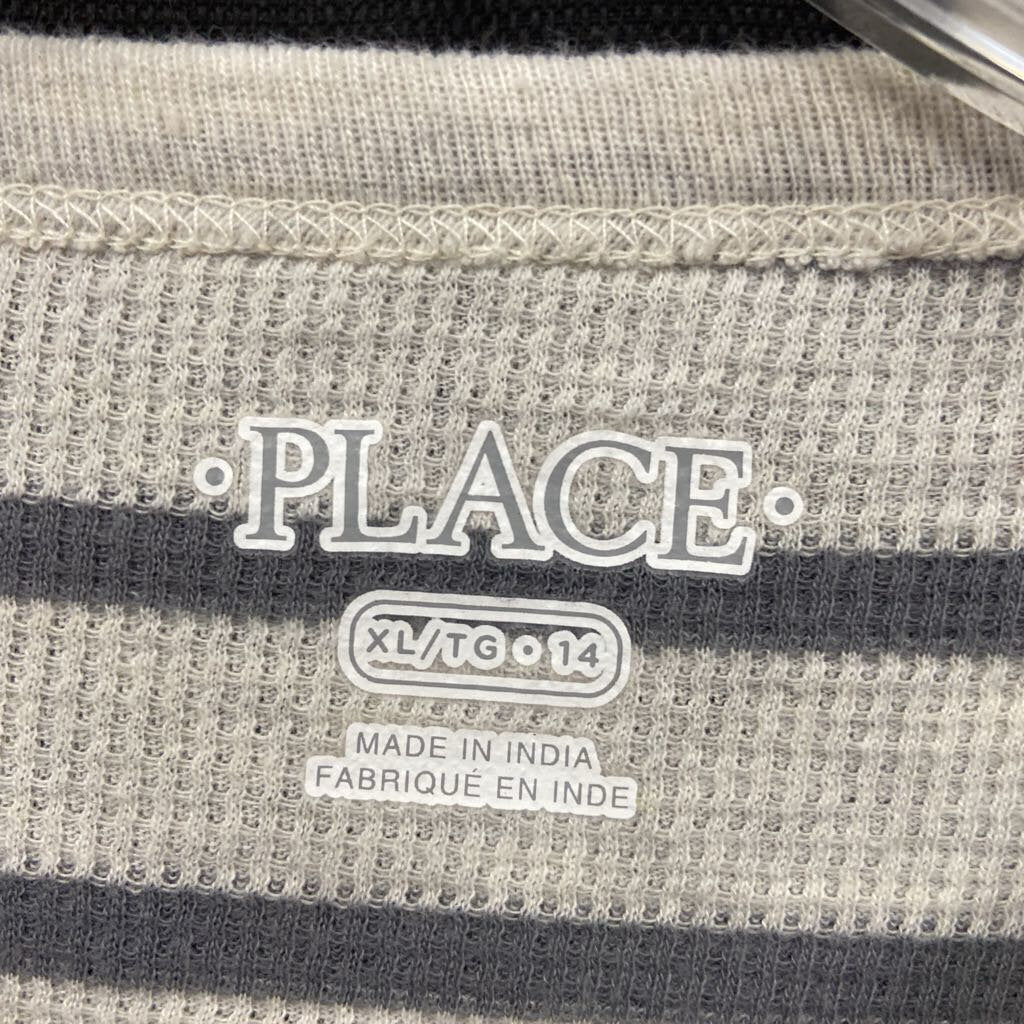 • PLACE •
XL/TG • 14
MADE IN INDIA
FABRIQUÉ EN INDE